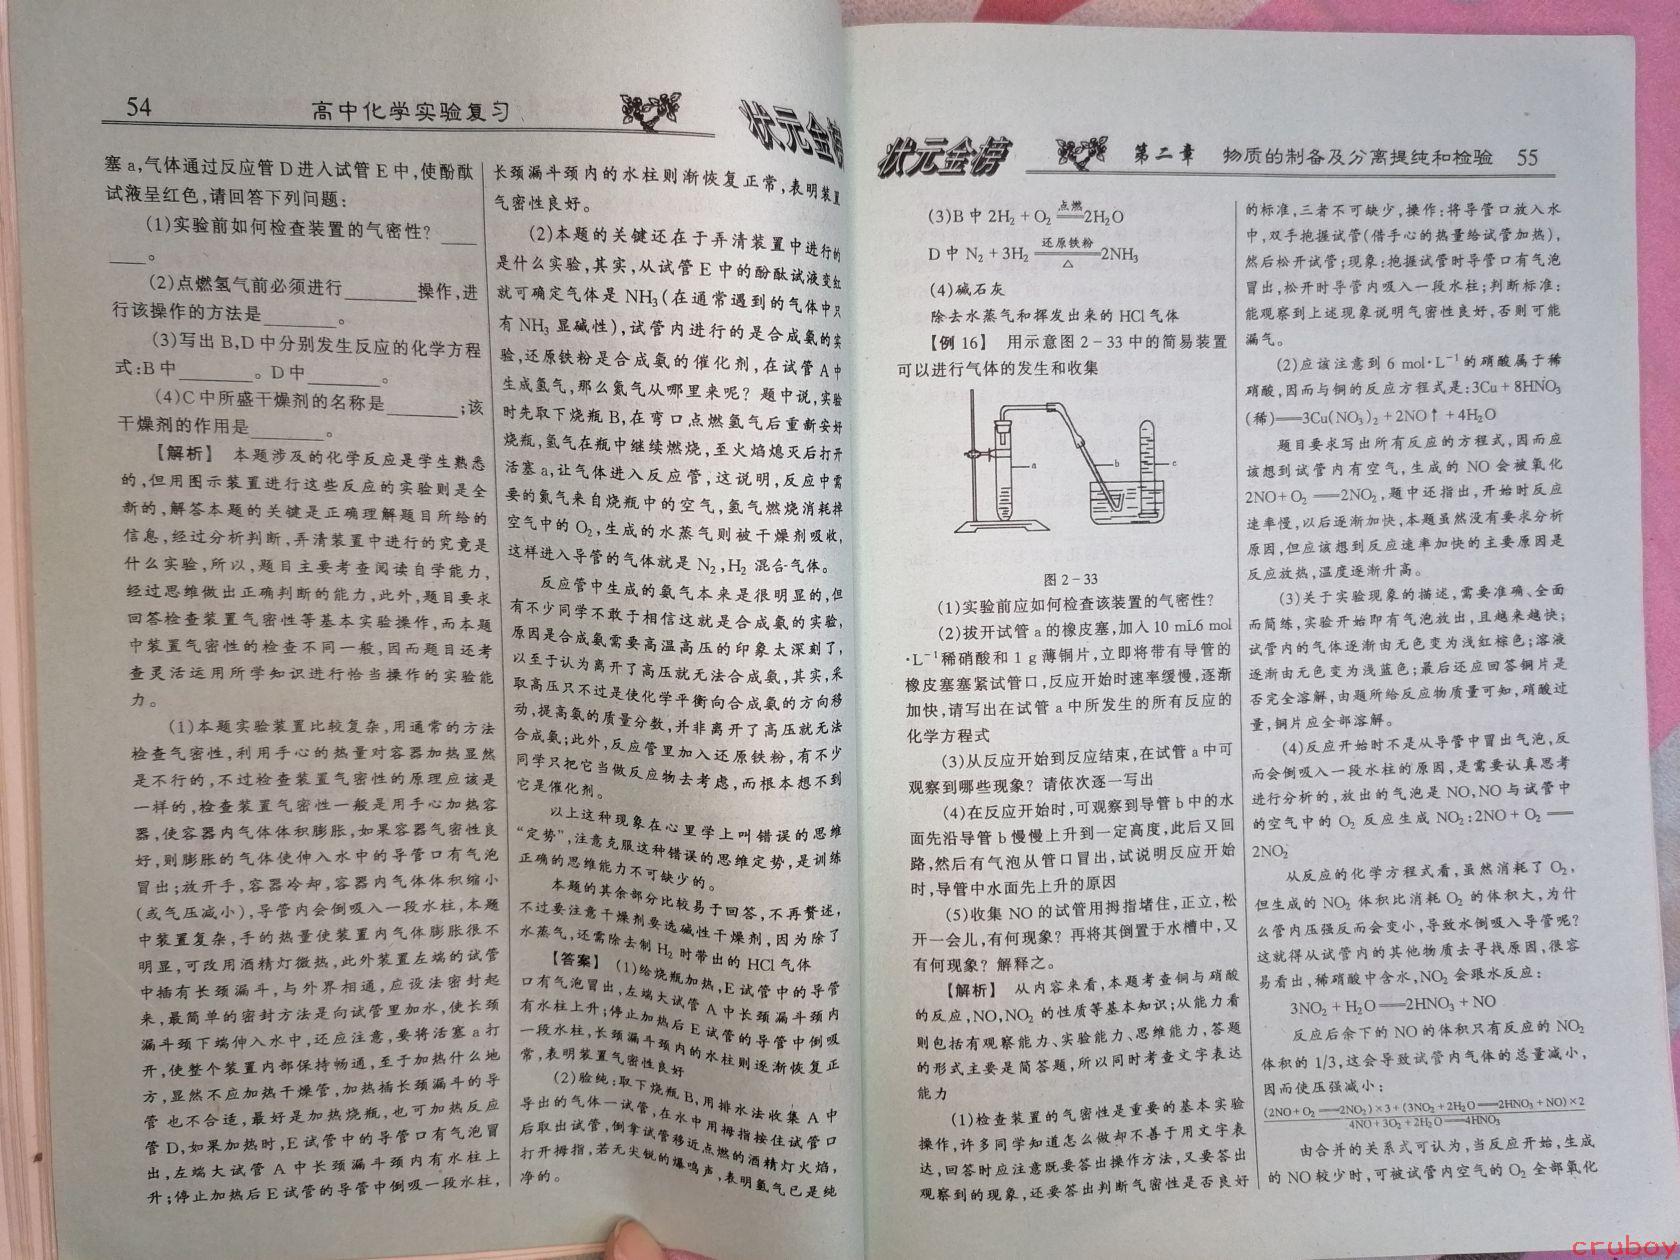 54
高中化学实验复习
状元金榜
塞a,气体通过反应管D进入试管E中,使酚酞
试液呈红色,请回答下列问题:
(1)实验前如何检查装置的气密性? ___
___。
(2)点燃氢气前必须进行______操作,进
行该操作的方法是______。
(3)写出B,D中分别发生反应的化学方程
式:B中______。D中______。
(4)C中所盛干燥剂的名称是______;该
干燥剂的作用是______。
【解析】 本题涉及的化学反应是学生熟悉
的,但用图示装置进行这些反应的实验则是全
新的,解答本题的关键是正确理解题目所给的
信息,经过分析判断,弄清装置中进行的究竟是
什么实验,所以,题目主要考查阅读自学能力,
经过思维做出正确判断的能力,此外,题目要求
回答检查装置气密性等基本实验操作,而本题
中装置气密性的检查不同一般,因而题目还考
查灵活运用所学知识进行恰当操作的实验能
力。
(1)本题实验装置比较复杂,用通常的方法
检查气密性,利用手心的热量对容器加热显然
是不行的,不过检查装置气密性的原理应该是
一样的,检查装置气密性一般是用手心加热容
器,使容器内气体体积膨胀,如果容器气密性良
好,则膨胀的气体使伸入水中的导管口有气泡
冒出;放开手,容器冷却,容器内气体体积缩小
(或气压减小),导管内会倒吸入一段水柱,本题
中装置复杂,手的热量使装置内气体膨胀很不
明显,可改用酒精灯微热,此外装置左端的试管
中插有长颈漏斗,与外界相通,应设法密封起
来,最简单的密封方法是向试管里加水,使长颈
漏斗颈下端伸入水中,还应注意,要将活塞a打
开,使整个装置内部保持畅通,至于加热什么地
方,显然不应加热干燥管,加热插长颈漏斗的导
管也不合适,最好是加热烧瓶,也可加热反应
管D,如果加热时,E试管中的导管口有气泡冒
出,左端大试管A中长颈漏斗颈内有水柱上
升;停止加热后E试管的导管中倒吸一段水柱,
长颈漏斗颈内的水柱则渐恢复正常,表明装置
气密性良好。
(2)本题的关键还在于弄清装置中进行的
是什么实验,其实,从试管E中的酚酞试液变红
就可确定气体是NH₃(在通常遇到的气体中只
有NH₃显碱性),试管内进行的是合成氨的实
验,还原铁粉是合成氨的催化剂,在试管A中
生成氢气,那么氮气从哪里来呢?题中说,实验
时先取下烧瓶B,在弯口点燃氢气后重新安好
烧瓶,氢气在瓶中继续燃烧,至火焰熄灭后打开
活塞a,让气体进入反应管,这说明,反应中需
要的氮气来自烧瓶中的空气,氢气燃烧消耗掉
空气中的O₂,生成的水蒸气则被干燥剂吸收,
这样进入导管的气体就是N₂,H₂混合气体。
反应管中生成的氨气本来是很明显的,但
有不少同学不敢于相信这就是合成氨的实验,
原因是合成氨需要高温高压的印象太深刻了,
以至于认为离开了高压就无法合成氨,其实,采
取高压只不过是使化学平衡向合成氨的方向移
动,提高氨的质量分数,并非离开了高压就无法
合成氨;此外,反应管里加入还原铁粉,有不少
同学只把它当做反应物去考虑,而根本想不到
它是催化剂。
以上这种现象在心里学上叫错误的思维
“定势”,注意克服这种错误的思维定势,是训练
正确的思维能力不可缺少的。
本题的其余部分比较易于回答,不再赘述,
不过要注意干燥剂要选碱性干燥剂,因为除了
水蒸气,还需除去制H₂时带出的HCl气体
【答案】 (1)给烧瓶加热,E试管中的导管
口有气泡冒出,左端大试管A中长颈漏斗颈内
有水柱上升;停止加热后E试管的导管中倒吸
一段水柱,长颈漏斗颈内的水柱则逐渐恢复正
常,表明装置气密性良好
(2)验纯:取下烧瓶B,用排水法收集A中
导出的气体一试管,在水中用拇指按住试管口
后取出试管,倒拿试管移近点燃的酒精灯火焰,
打开拇指,若无尖锐的爆鸣声,表明氢气已是纯
净的。
状元金榜
第二章 物质的制备及分离提纯和检验 55
(3)B中 2H₂+O₂ ══点燃══ 2H₂O
D中 N₂+3H₂ ══还原铁粉/△══ 2NH₃
(4)碱石灰
除去水蒸气和挥发出来的HCl气体
【例16】 用示意图2-33中的简易装置
可以进行气体的发生和收集
a
b
c
图2-33
(1)实验前应如何检查该装置的气密性?
(2)拔开试管a的橡皮塞,加入10 mL6 mol
·L⁻¹稀硝酸和1 g薄铜片,立即将带有导管的
橡皮塞塞紧试管口,反应开始时速率缓慢,逐渐
加快,请写出在试管a中所发生的所有反应的
化学方程式
(3)从反应开始到反应结束,在试管a中可
观察到哪些现象?请依次逐一写出
(4)在反应开始时,可观察到导管b中的水
面先沿导管b慢慢上升到一定高度,此后又回
路,然后有气泡从管口冒出,试说明反应开始
时,导管中水面先上升的原因
(5)收集NO的试管用拇指堵住,正立,松
开一会儿,有何现象?再将其倒置于水槽中,又
有何现象?解释之。
【解析】 从内容来看,本题考查铜与硝酸
的反应,NO,NO₂的性质等基本知识;从能力看
则包括有观察能力、实验能力、思维能力,答题
的形式主要是简答题,所以同时考查文字表达
能力
(1)检查装置的气密性是重要的基本实验
操作,许多同学知道怎么做却不善于用文字表
达,回答时应注意既要答出操作方法,又要答出
观察到的现象,还要答出判断气密性是否良好
的标准,三者不可缺少,操作:将导管口放入水
中,双手抱握试管(借手心的热量给试管加热),
然后松开试管;现象:抱握试管时导管口有气泡
冒出,松开时导管内吸入一段水柱;判断标准:
能观察到上述现象说明气密性良好,否则可能
漏气。
(2)应该注意到6 mol·L⁻¹的硝酸属于稀
硝酸,因而与铜的反应方程式是:3Cu+8HNO₃
(稀)══3Cu(NO₃)₂+2NO↑+4H₂O
题目要求写出所有反应的方程式,因而应
该想到试管内有空气,生成的NO会被氧化
2NO+O₂══2NO₂,题中还指出,开始时反应
速率慢,以后逐渐加快,本题虽然没有要求分析
原因,但应该想到反应速率加快的主要原因是
反应放热,温度逐渐升高。
(3)关于实验现象的描述,需要准确、全面
而简练,实验开始即有气泡放出,且越来越快;
试管内的气体逐渐由无色变为浅红棕色;溶液
逐渐由无色变为浅蓝色;最后还应回答铜片是
否完全溶解,由题所给反应物质量可知,硝酸过
量,铜片应全部溶解。
(4)反应开始时不是从导管中冒出气泡,反
而会倒吸入一段水柱的原因,是需要认真思考
进行分析的,放出的气泡是NO,NO与试管中
的空气中的O₂反应生成NO₂:2NO+O₂══
2NO₂
从反应的化学方程式看,虽然消耗了O₂,
但生成的NO₂体积比消耗O₂的体积大,为什
么管内压强反而会变小,导致水倒吸入导管呢?
这就得从试管内的其他物质去寻找原因,很容
易看出,稀硝酸中含水,NO₂会跟水反应:
3NO₂+H₂O══2HNO₃+NO
反应后余下的NO的体积只有反应的NO₂
体积的1/3,这会导致试管内气体的总量减小,
因而使压强减小:
(2NO+O₂══2NO₂)×3+(3NO₂+2H₂O══2HNO₃+NO)×2
4NO+3O₂+2H₂O══4HNO₃
由合并的关系式可认为,当反应开始,生成
的NO较少时,可被试管内空气的O₂全部氧化
cruboy